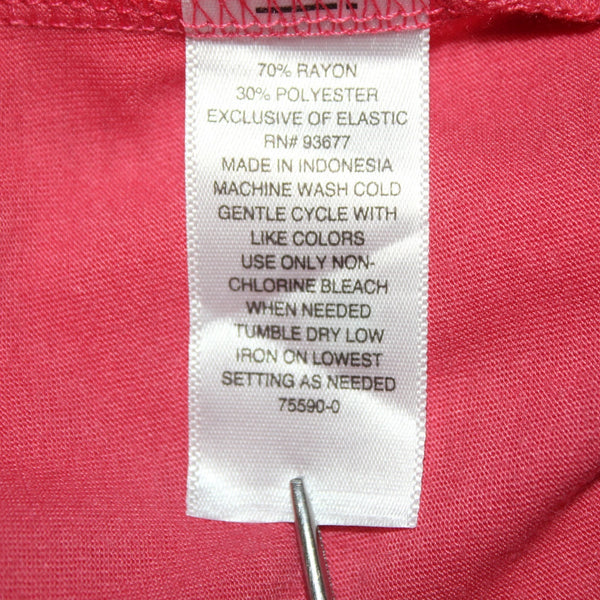 70% RAYON
30% POLYESTER
EXCLUSIVE OF ELASTIC
RN# 93677
MADE IN INDONESIA
MACHINE WASH COLD
GENTLE CYCLE WITH
LIKE COLORS
USE ONLY NON-
CHLORINE BLEACH
WHEN NEEDED
TUMBLE DRY LOW
IRON ON LOWEST
SETTING AS NEEDED
75590-0